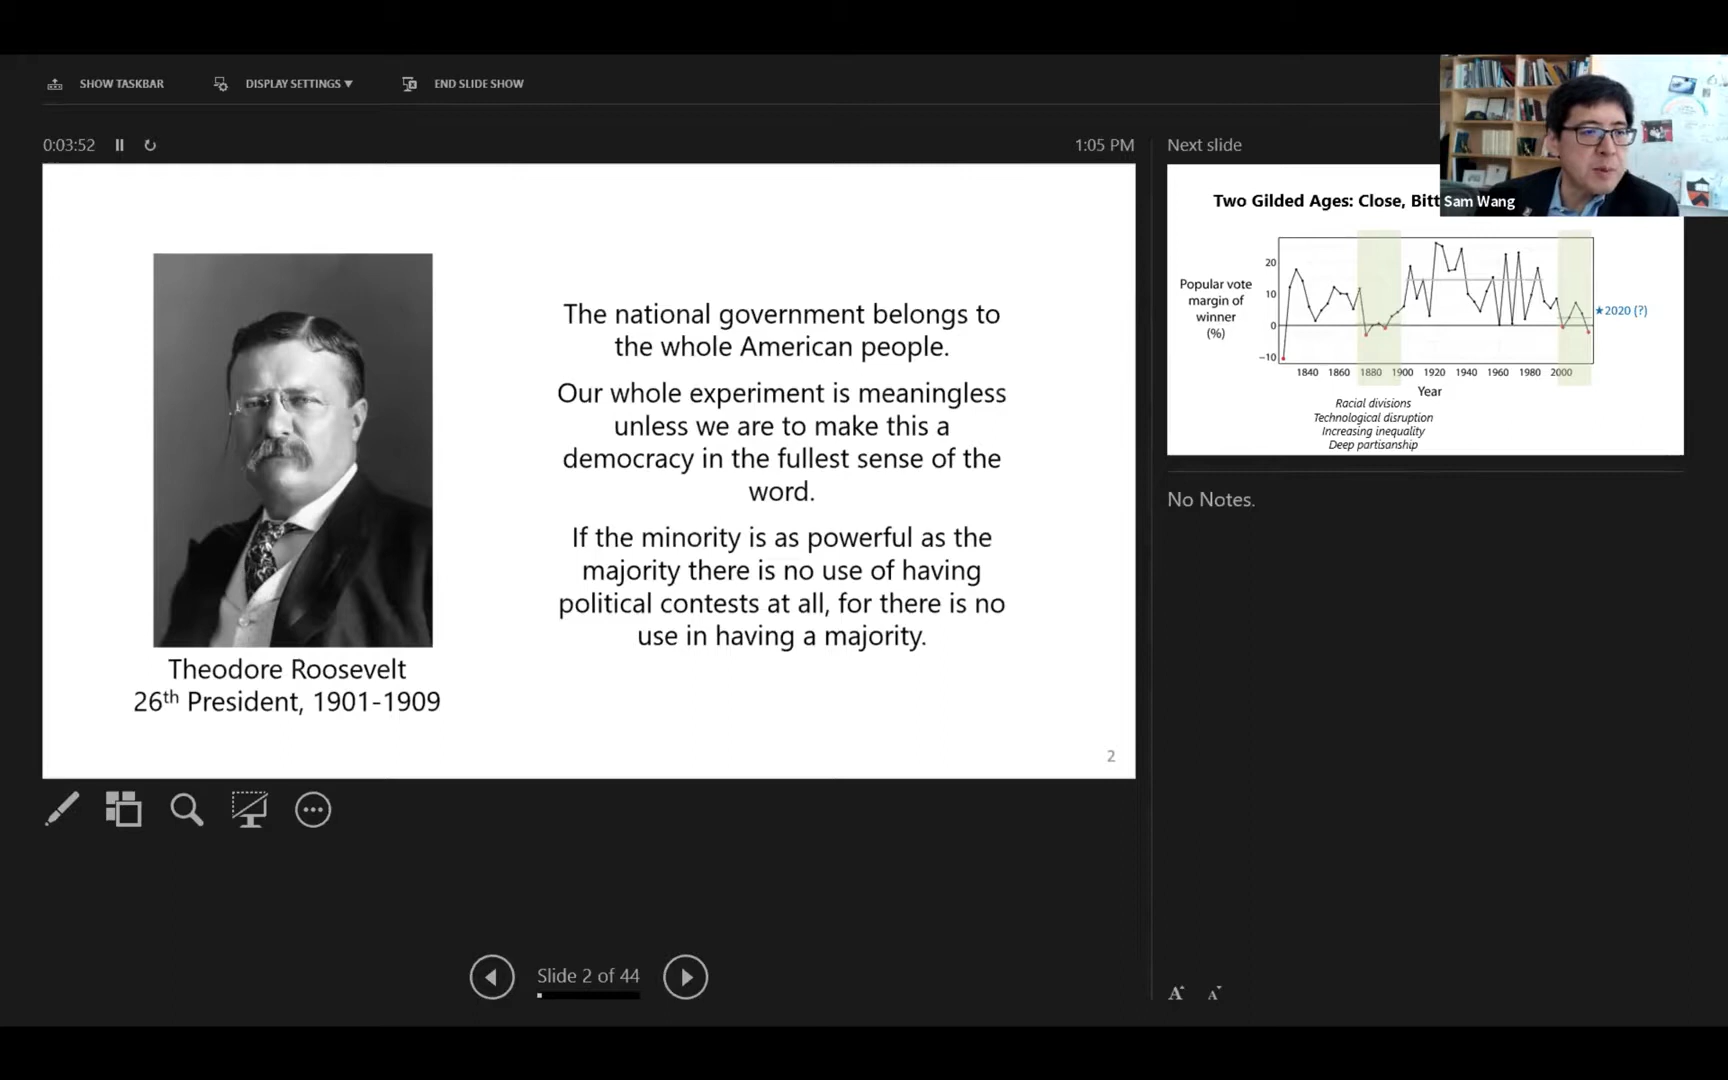 SHOW TASKBAR
DISPLAY SETTINGS ▼
END SLIDE SHOW
0:03:52
1:05 PM
Next slide
Sam Wang
The national government belongs to
the whole American people.
Our whole experiment is meaningless
unless we are to make this a
democracy in the fullest sense of the
word.
If the minority is as powerful as the
majority there is no use of having
political contests at all, for there is no
use in having a majority.
Theodore Roosevelt
26th President, 1901-1909
2
Two Gilded Ages: Close, Bitt
Popular vote
margin of
winner
(%)
20
10
0
−10
1840 1860 1880 1900 1920 1940 1960 1980 2000
★2020 (?)
Year
Racial divisions
Technological disruption
Increasing inequality
Deep partisanship
No Notes.
Slide 2 of 44
A A